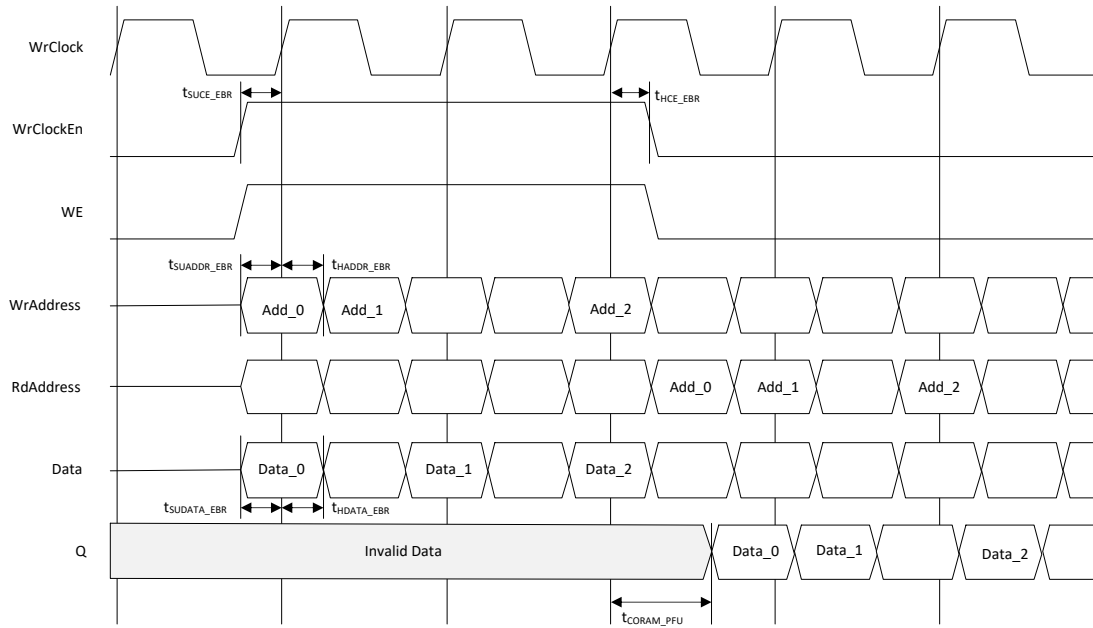 WrClock
tSUCE_EBR
tHCE_EBR
WrClockEn
WE
tSUADDR_EBR tHADDR_EBR
WrAddress Add_0 Add_1 Add_2
RdAddress Add_0 Add_1 Add_2
Data Data_0 Data_1 Data_2
tSUDATA_EBR tHDATA_EBR
Q Invalid Data Data_0 Data_1 Data_2
tCORAM_PFU